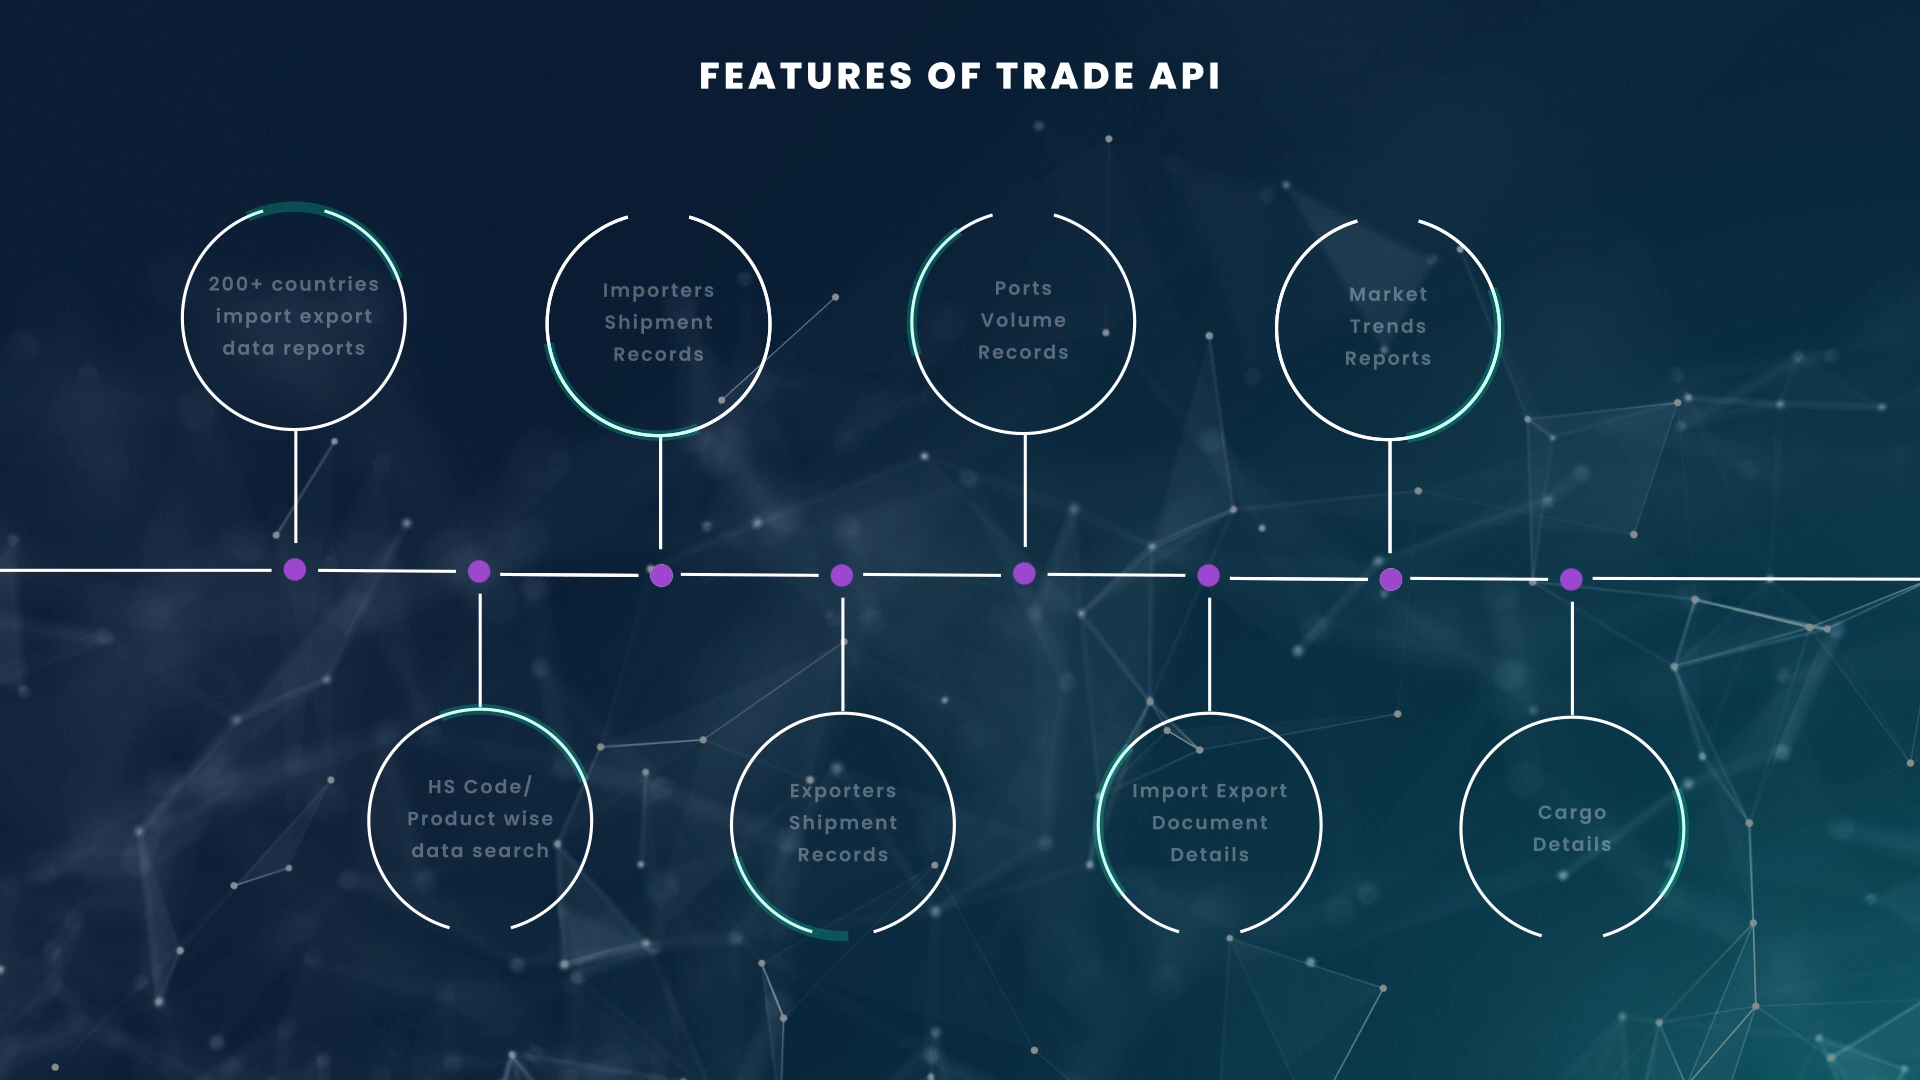 FEATURES OF TRADE API
200+ countries
import export
data reports
Importers
Shipment
Records
Ports
Volume
Records
Market
Trends
Reports
HS Code/
Product wise
data search
Exporters
Shipment
Records
Import Export
Document
Details
Cargo
Details